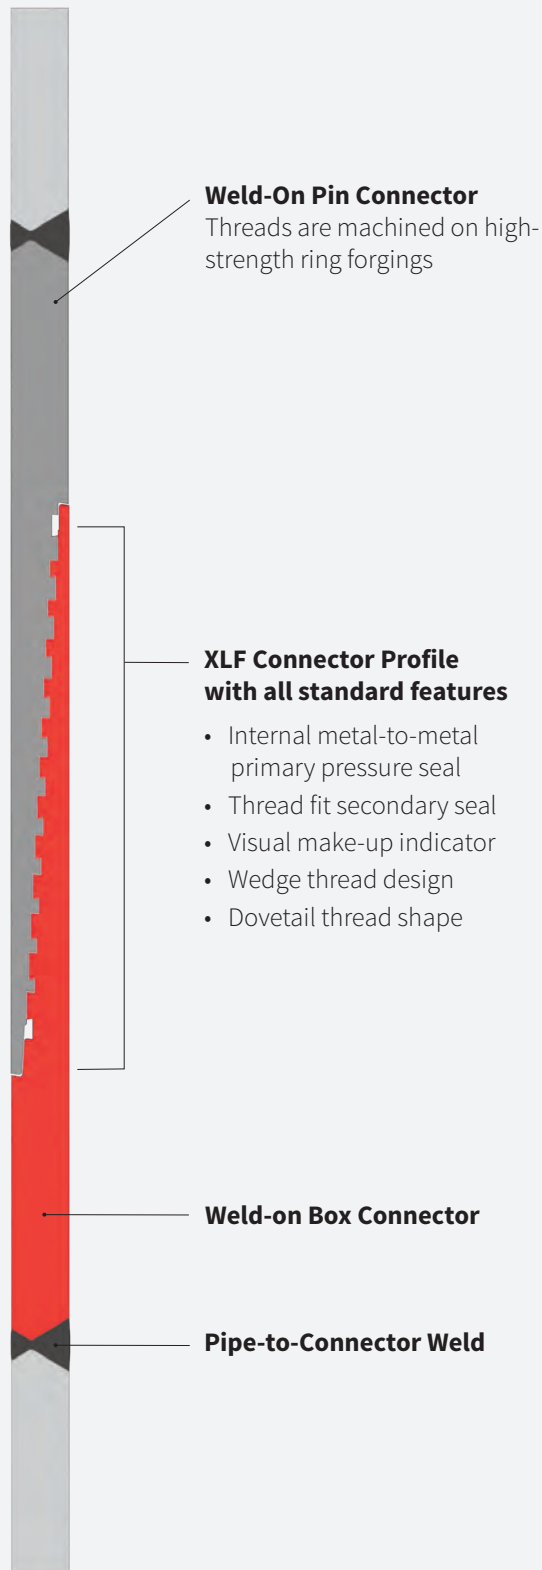 Weld-On Pin Connector
Threads are machined on high-
strength ring forgings
XLF Connector Profile
with all standard features
• Internal metal-to-metal
primary pressure seal
• Thread fit secondary seal
• Visual make-up indicator
• Wedge thread design
• Dovetail thread shape
Weld-on Box Connector
Pipe-to-Connector Weld